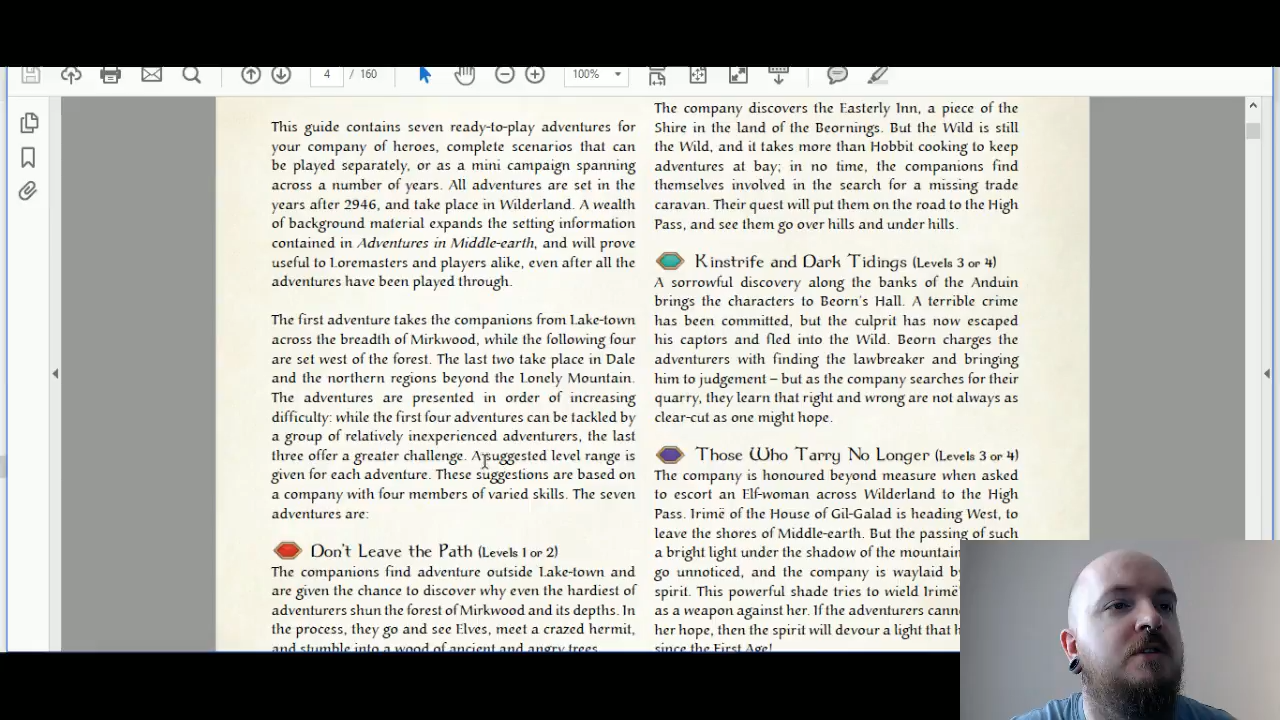 4 / 160
100%
This guide contains seven ready-to-play adventures for
your company of heroes, complete scenarios that can
be played separately, or as a mini campaign spanning
across a number of years. All adventures are set in the
years after 2946, and take place in Wilderland. A wealth
of background material expands the setting information
contained in Adventures in Middle-earth, and will prove
useful to Loremasters and players alike, even after all the
adventures have been played through.
The first adventure takes the companions from Lake-town
across the breadth of Mirkwood, while the following four
are set west of the forest. The last two take place in Dale
and the northern regions beyond the Lonely Mountain.
The adventures are presented in order of increasing
difficulty: while the first four adventures can be tackled by
a group of relatively inexperienced adventurers, the last
three offer a greater challenge. A suggested level range is
given for each adventure. These suggestions are based on
a company with four members of varied skills. The seven
adventures are:
Don't Leave the Path (Levels 1 or 2)
The companions find adventure outside Lake-town and
are given the chance to discover why even the hardiest of
adventurers shun the forest of Mirkwood and its depths. In
the process, they go and see Elves, meet a crazed hermit,
and stumble into a wood of ancient and angry trees.
The company discovers the Easterly Inn, a piece of the
Shire in the land of the Beornings. But the Wild is still
the Wild, and it takes more than Hobbit cooking to keep
adventures at bay; in no time, the companions find
themselves involved in the search for a missing trade
caravan. Their quest will put them on the road to the High
Pass, and see them go over hills and under hills.
Kinstrife and Dark Tidings (Levels 3 or 4)
A sorrowful discovery along the banks of the Anduin
brings the characters to Beorn's Hall. A terrible crime
has been committed, but the culprit has now escaped
his captors and fled into the Wild. Beorn charges the
adventurers with finding the lawbreaker and bringing
him to judgement – but as the company searches for their
quarry, they learn that right and wrong are not always as
clear-cut as one might hope.
Those Who Tarry No Longer (Levels 3 or 4)
The company is honoured beyond measure when asked
to escort an Elf-woman across Wilderland to the High
Pass. Irimë of the House of Gil-Galad is heading West, to
leave the shores of Middle-earth. But the passing of such
a bright light under the shadow of the mountain
go unnoticed, and the company is waylaid b
spirit. This powerful shade tries to wield Irimë
as a weapon against her. If the adventurers cann
her hope, then the spirit will devour a light that h
since the First Age!